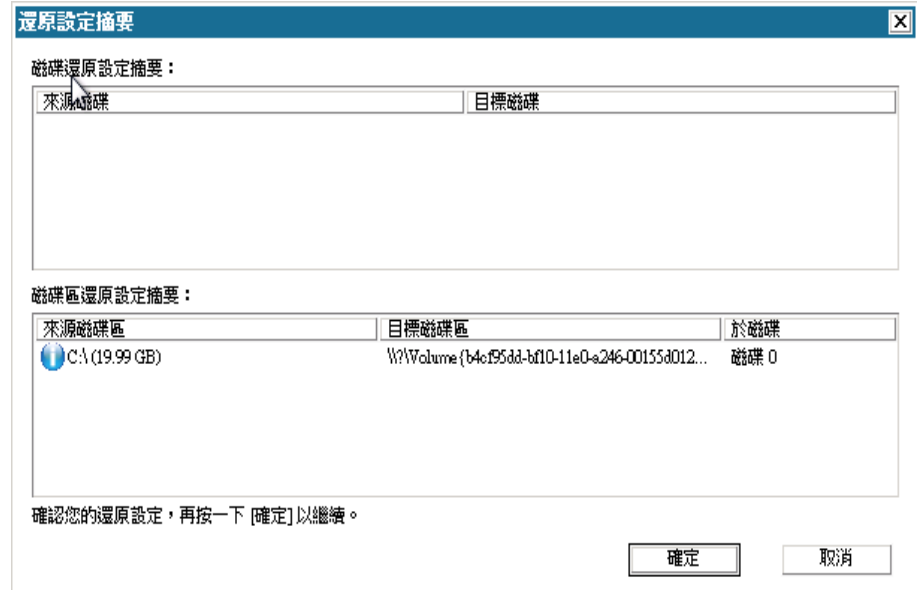 還原設定摘要
磁碟還原設定摘要：
來源磁碟 目標磁碟
磁碟區還原設定摘要：
來源磁碟區 目標磁碟區 於磁碟
C:\ (19.99 GB) \\?\Volume{b4cf95dd-bf10-11e0-a246-00155d012... 磁碟 0
確認您的還原設定，再按一下 [確定] 以繼續。
確定 取消